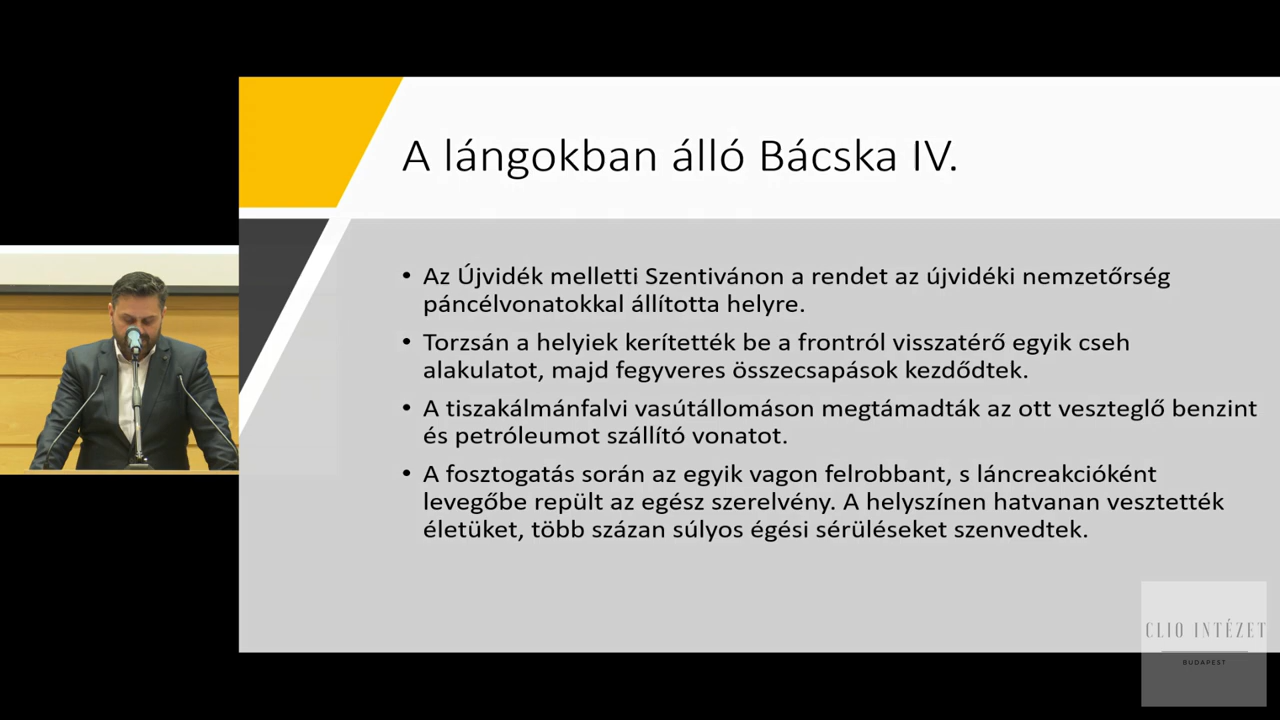 A lángokban álló Bácska IV.
• Az Újvidék melletti Szentivánon a rendet az újvidéki nemzetőrség
páncélvonatokkal állította helyre.
• Torzsán a helyiek kerítették be a frontról visszatérő egyik cseh
alakulatot, majd fegyveres összecsapások kezdődtek.
• A tiszakálmánfalvi vasútállomáson megtámadták az ott veszteglő benzint
és petróleumot szállító vonatot.
• A fosztogatás során az egyik vagon felrobbant, s láncreakcióként
levegőbe repült az egész szerelvény. A helyszínen hatvanan vesztették
életüket, több százan súlyos égési sérüléseket szenvedtek.
CLIO INTÉZET
BUDAPEST